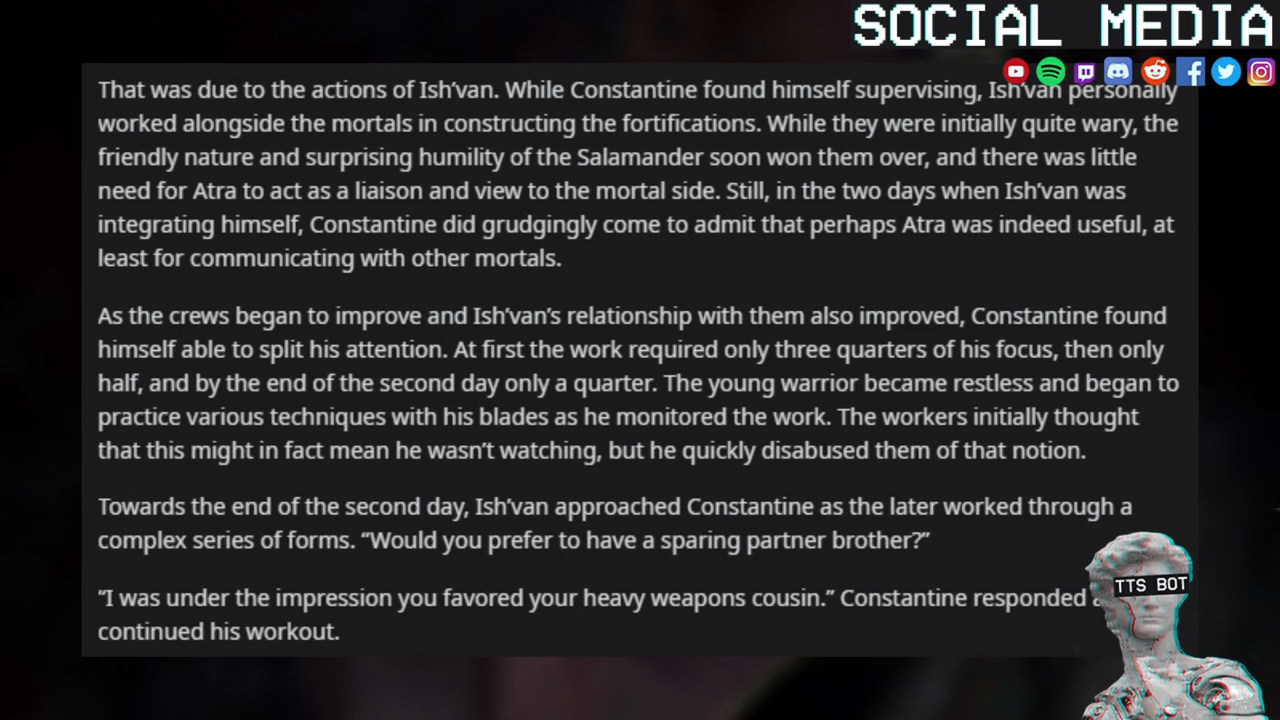 SOCIAL MEDIA
That was due to the actions of Ish’van. While Constantine found himself supervising, Ish’van personally
worked alongside the mortals in constructing the fortifications. While they were initially quite wary, the
friendly nature and surprising humility of the Salamander soon won them over, and there was little
need for Atra to act as a liaison and view to the mortal side. Still, in the two days when Ish’van was
integrating himself, Constantine did grudgingly come to admit that perhaps Atra was indeed useful, at
least for communicating with other mortals.
As the crews began to improve and Ish’van’s relationship with them also improved, Constantine found
himself able to split his attention. At first the work required only three quarters of his focus, then only
half, and by the end of the second day only a quarter. The young warrior became restless and began to
practice various techniques with his blades as he monitored the work. The workers initially thought
that this might in fact mean he wasn’t watching, but he quickly disabused them of that notion.
Towards the end of the second day, Ish’van approached Constantine as the later worked through a
complex series of forms. “Would you prefer to have a sparing partner brother?”
“I was under the impression you favored your heavy weapons cousin.” Constantine responded
continued his workout.
TTS BOT